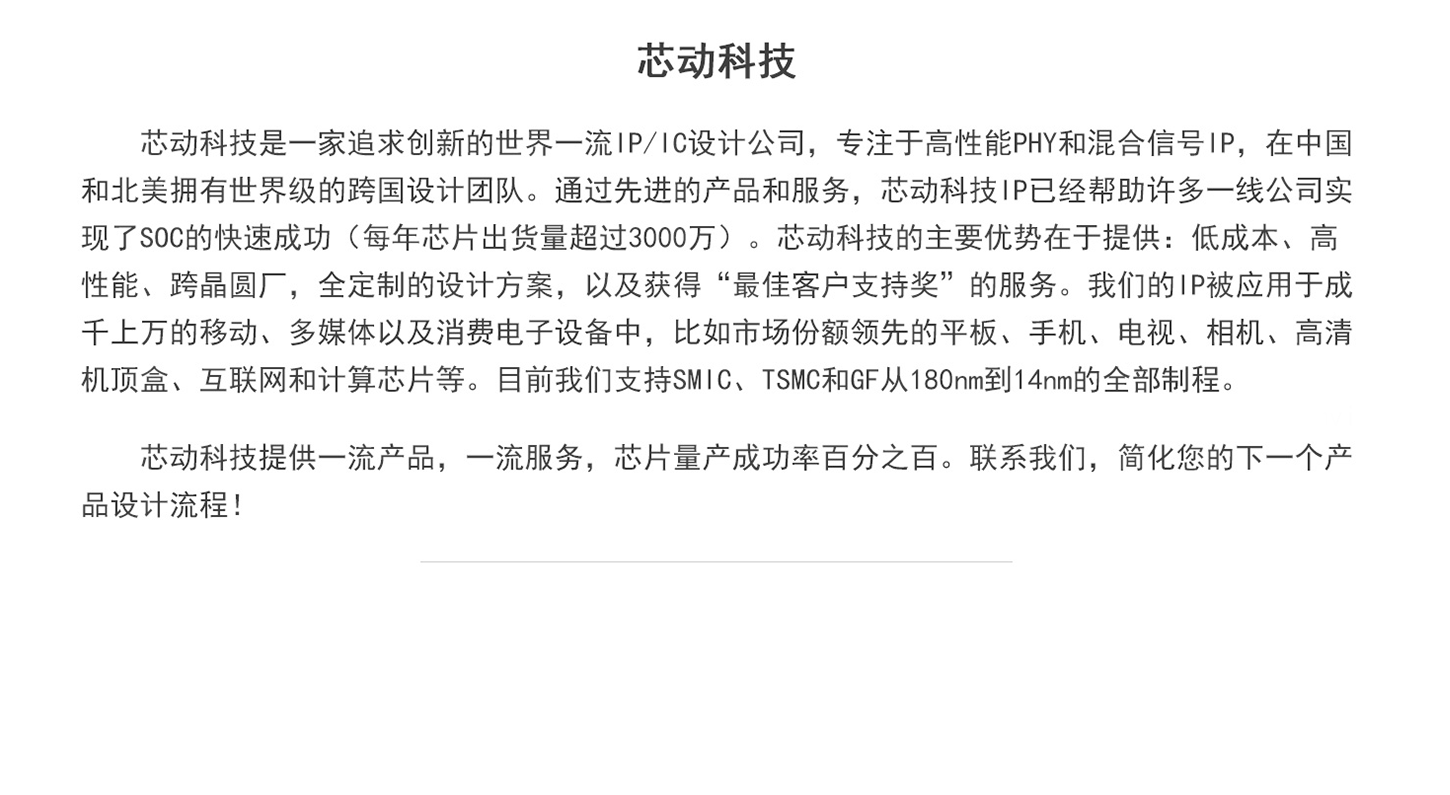 芯动科技
芯动科技是一家追求创新的世界一流IP/IC设计公司，专注于高性能PHY和混合信号IP，在中国
和北美拥有世界级的跨国设计团队。通过先进的产品和服务，芯动科技IP已经帮助许多一线公司实
现了SOC的快速成功（每年芯片出货量超过3000万）。芯动科技的主要优势在于提供：低成本、高
性能、跨晶圆厂，全定制的设计方案，以及获得“最佳客户支持奖”的服务。我们的IP被应用于成
千上万的移动、多媒体以及消费电子设备中，比如市场份额领先的平板、手机、电视、相机、高清
机顶盒、互联网和计算芯片等。目前我们支持SMIC、TSMC和GF从180nm到14nm的全部制程。
芯动科技提供一流产品，一流服务，芯片量产成功率百分之百。联系我们，简化您的下一个产
品设计流程！